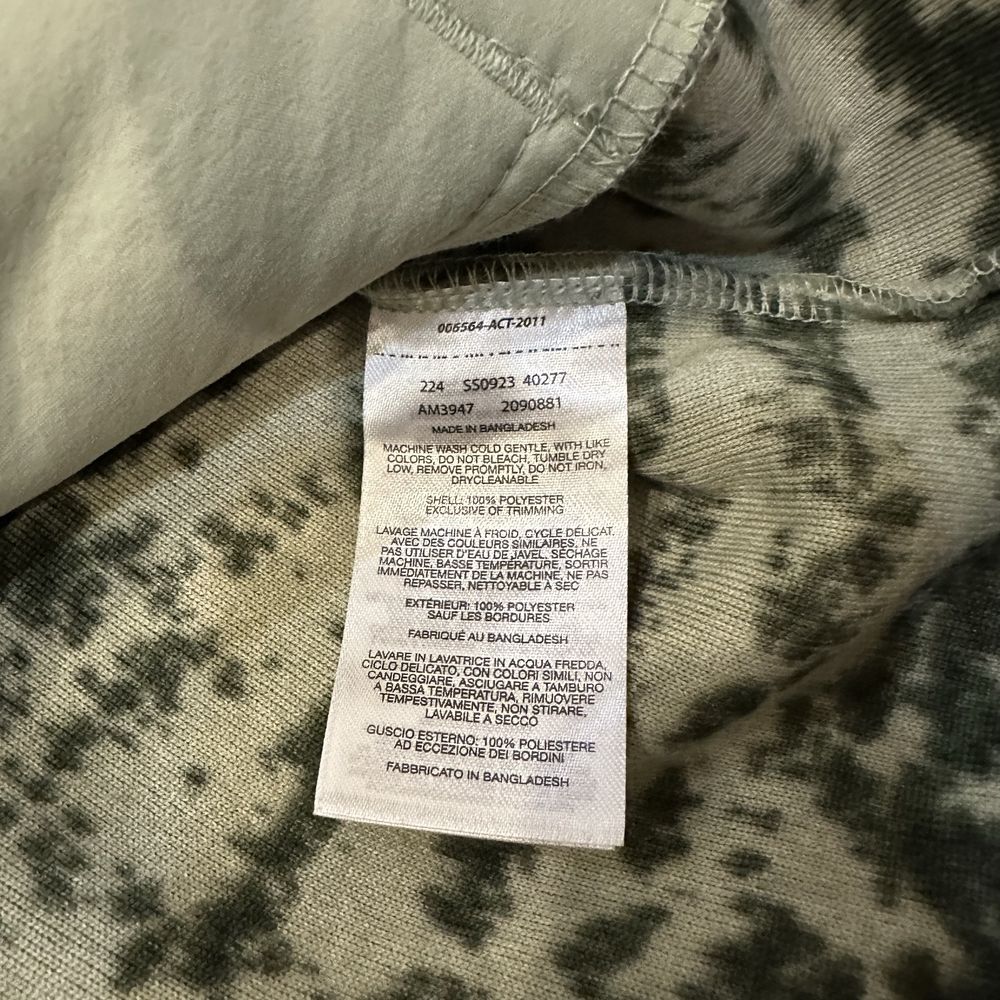 006564-ACT-2011
224 SS0923 40277
AM3947 2090881
MADE IN BANGLADESH
MACHINE WASH COLD GENTLE, WITH LIKE
COLORS, DO NOT BLEACH, TUMBLE DRY
LOW, REMOVE PROMPTLY, DO NOT IRON,
DRYCLEANABLE
SHELL: 100% POLYESTER
EXCLUSIVE OF TRIMMING
LAVAGE MACHINE À FROID, CYCLE DÉLICAT.
AVEC DES COULEURS SIMILAIRES, NE
PAS UTILISER D'EAU DE JAVEL, SÉCHAGE
MACHINE, BASSE TEMPÉRATURE, SORTIR
IMMÉDIATEMENT DE LA MACHINE, NE PAS
REPASSER, NETTOYABLE À SEC
EXTÉRIEUR: 100% POLYESTER
SAUF LES BORDURES
FABRIQUÉ AU BANGLADESH
LAVARE IN LAVATRICE IN ACQUA FREDDA,
CICLO DELICATO, CON COLORI SIMILI, NON
CANDEGGIARE, ASCIUGARE A TAMBURO
A BASSA TEMPERATURA, RIMUOVERE
TEMPESTIVAMENTE, NON STIRARE,
LAVABILE A SECCO
GUSCIO ESTERNO: 100% POLIESTERE
AD ECCEZIONE DEI BORDINI
FABBRICATO IN BANGLADESH